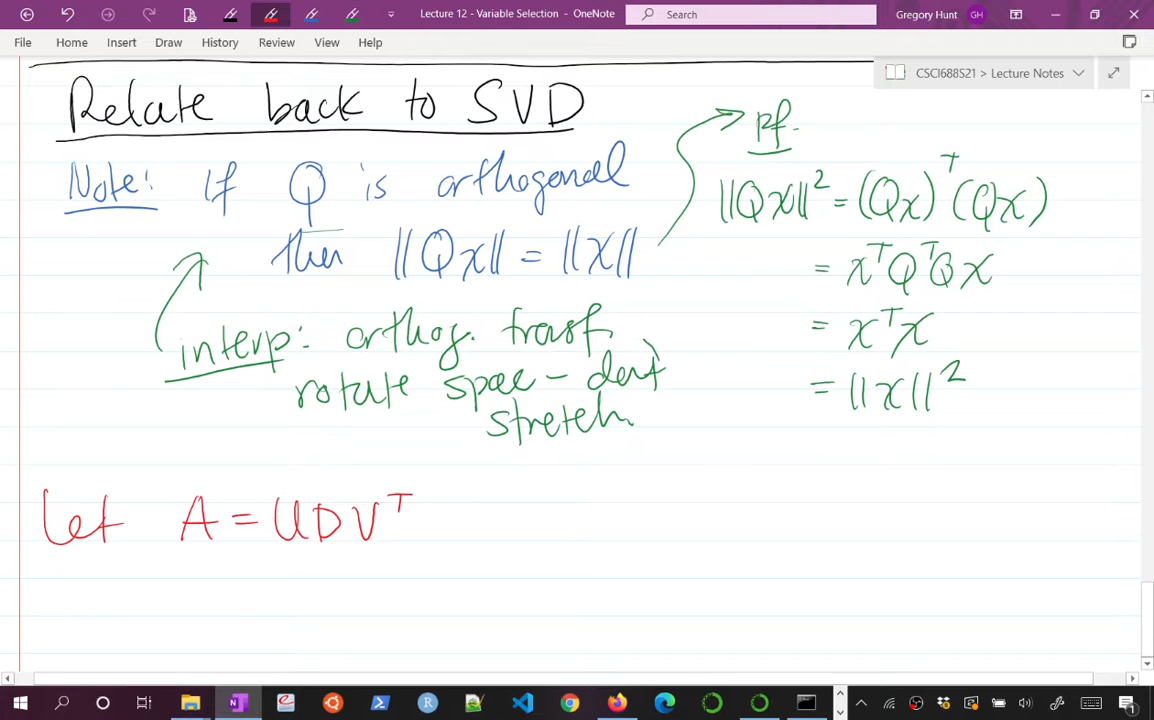 Lecture 12 - Variable Selection - OneNote
Search
Gregory Hunt
GH
File Home Insert Draw History Review View Help
CSCI688S21 > Lecture Notes
Relate back to SVD
Note: If Q is orthogonal
then ||Qx|| = ||x||
interp: orthog. transf.
rotate space - don't
stretch
pf.
||Qx||² = (Qx)ᵀ(Qx)
= xᵀQᵀQx
= xᵀx
= ||x||²
Let A = UDVᵀ